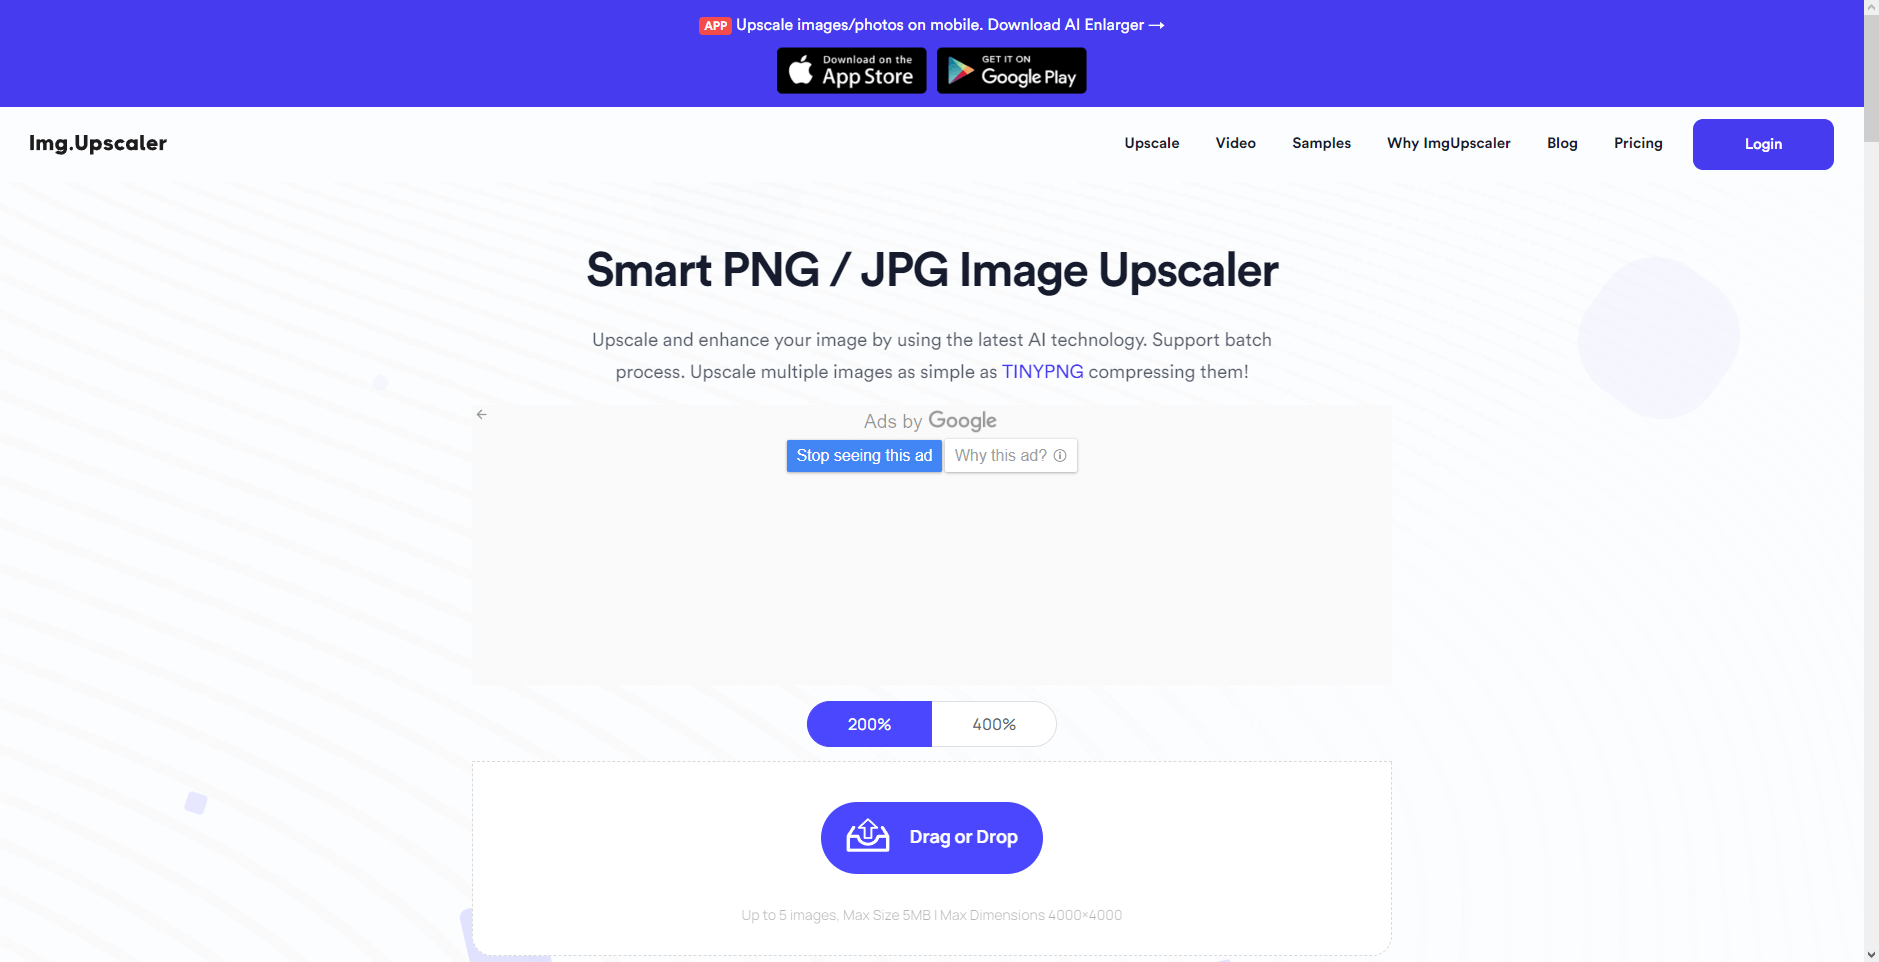 APP Upscale images/photos on mobile. Download AI Enlarger →
Download on the
App Store
GET IT ON
Google Play
Img.Upscaler
Upscale
Video
Samples
Why ImgUpscaler
Blog
Pricing
Login
Smart PNG / JPG Image Upscaler
Upscale and enhance your image by using the latest AI technology. Support batch
process. Upscale multiple images as simple as TINYPNG compressing them!
Ads by Google
Stop seeing this ad
Why this ad?
200%
400%
Drag or Drop
Up to 5 images, Max Size 5MB | Max Dimensions 4000×4000